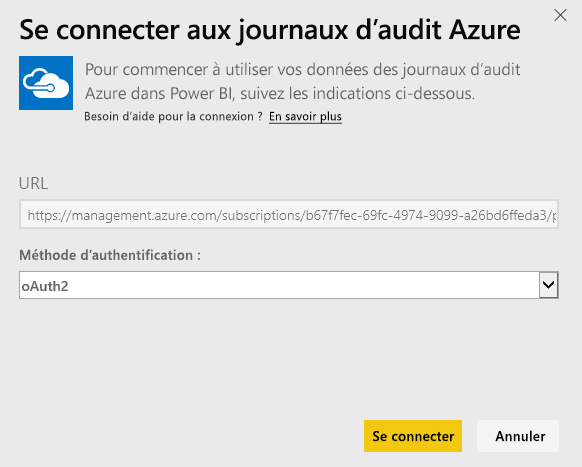 Se connecter aux journaux d'audit Azure
Pour commencer à utiliser vos données des journaux d'audit
Azure dans Power BI, suivez les indications ci-dessous.
Besoin d'aide pour la connexion ? En savoir plus
URL
https://management.azure.com/subscriptions/b67f7fec-69fc-4974-9099-a26bd6ffeda3/p
Méthode d'authentification :
oAuth2
Se connecter
Annuler